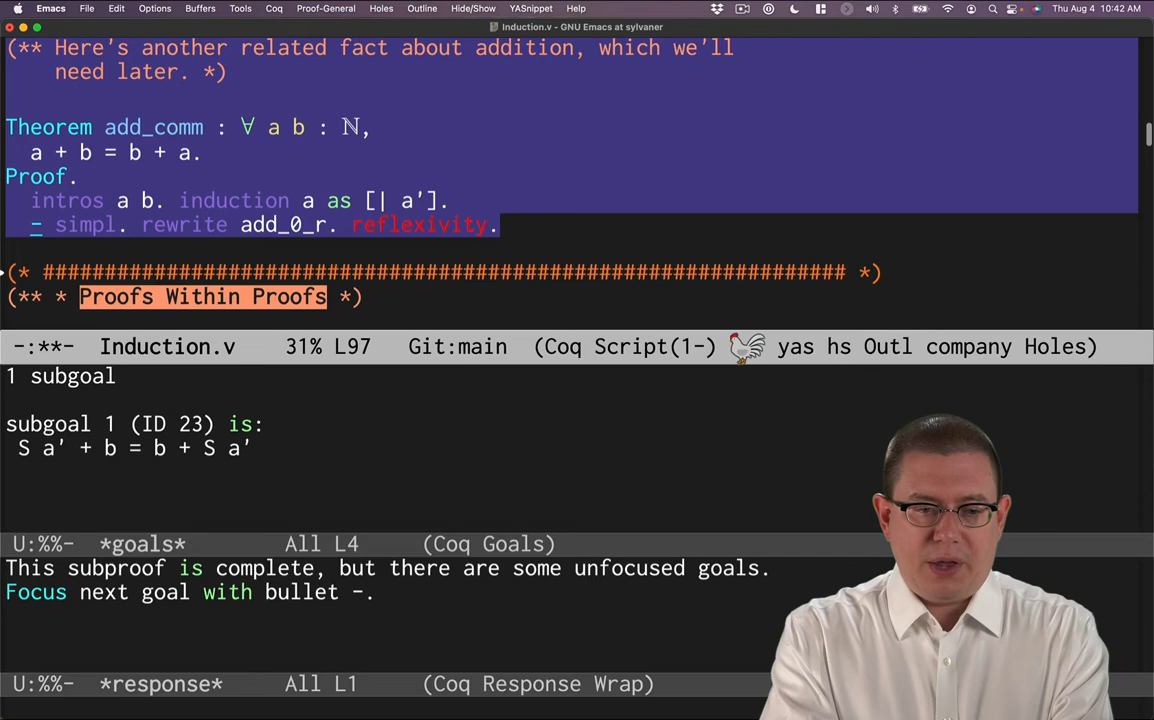 Emacs File Edit Options Buffers Tools Coq Proof-General Holes Outline Hide/Show YASnippet Help Thu Aug 4 10:42 AM
Induction.v - GNU Emacs at sylvaner
(** Here's another related fact about addition, which we'll
need later. *)
Theorem add_comm : ∀ a b : ℕ,
a + b = b + a.
Proof.
intros a b. induction a as [| a'].
- simpl. rewrite add_0_r. reflexivity.
(* ################################################################# *)
(** * Proofs Within Proofs *)
-:**- Induction.v 31% L97 Git:main (Coq Script(1-) yas hs Outl company Holes)
1 subgoal
subgoal 1 (ID 23) is:
S a' + b = b + S a'
U:%%- *goals* All L4 (Coq Goals)
This subproof is complete, but there are some unfocused goals.
Focus next goal with bullet -.
U:%%- *response* All L1 (Coq Response Wrap)